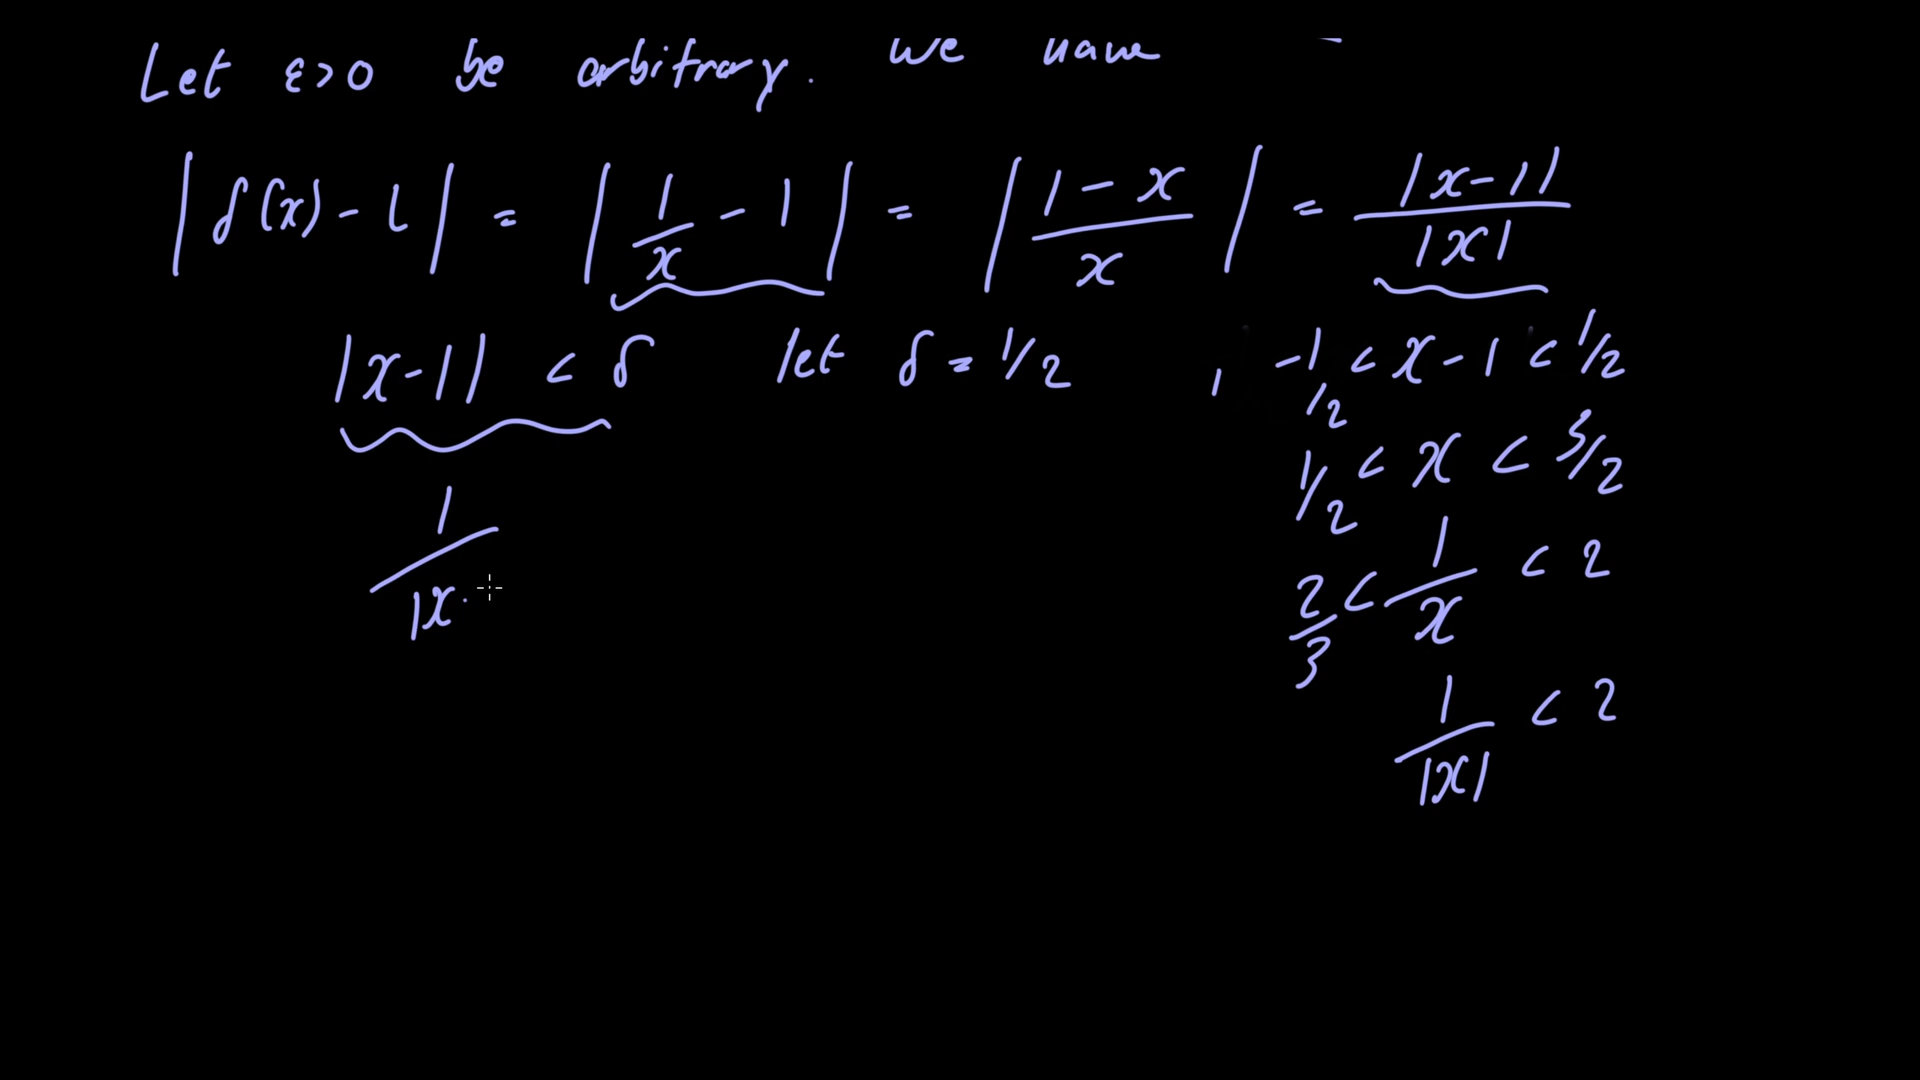 Let ε>0 be arbitrary. we have
|f(x) - L| = |1/x - 1| = |(1 - x)/x| = |x-1|/|x|
|x-1| < δ let δ = 1/2 , -1/2 < x - 1 < 1/2
1/2 < x < 3/2
2/3 < 1/x < 2
1/|x|
1/|x| < 2